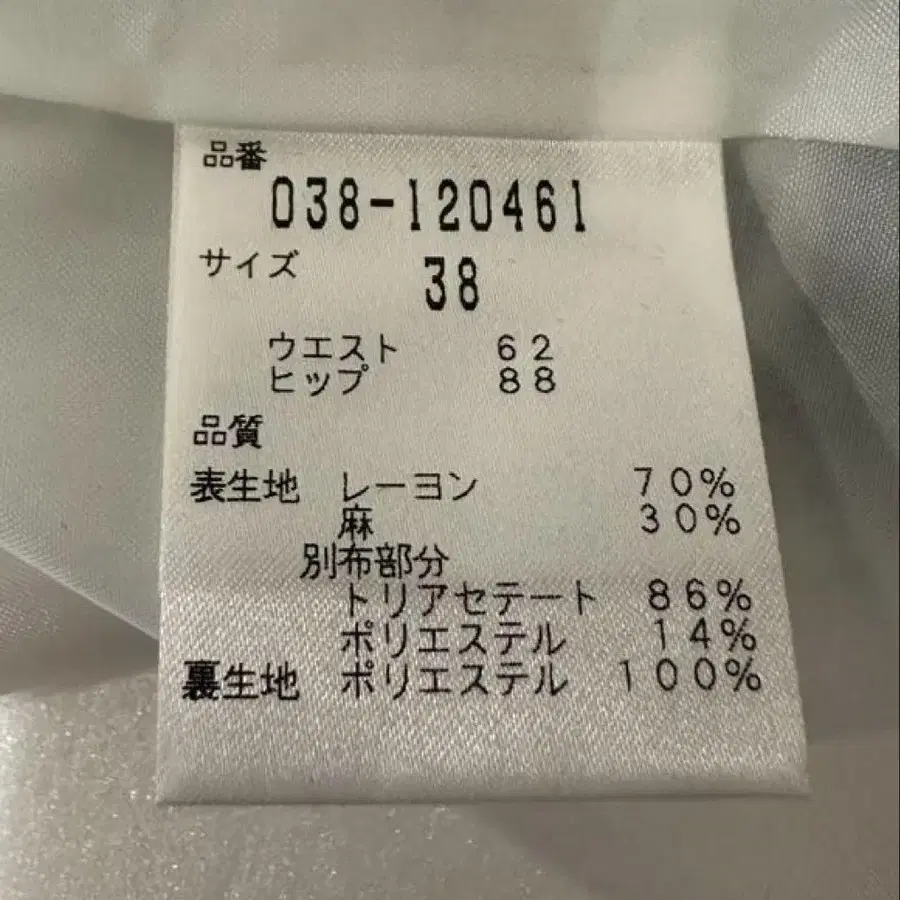 品番
038-120461
サイズ 38
ウエスト 62
ヒップ 88
品質
表生地 レーヨン 70%
麻 30%
別布部分
トリアセテート 86%
ポリエステル 14%
裏生地 ポリエステル 100%